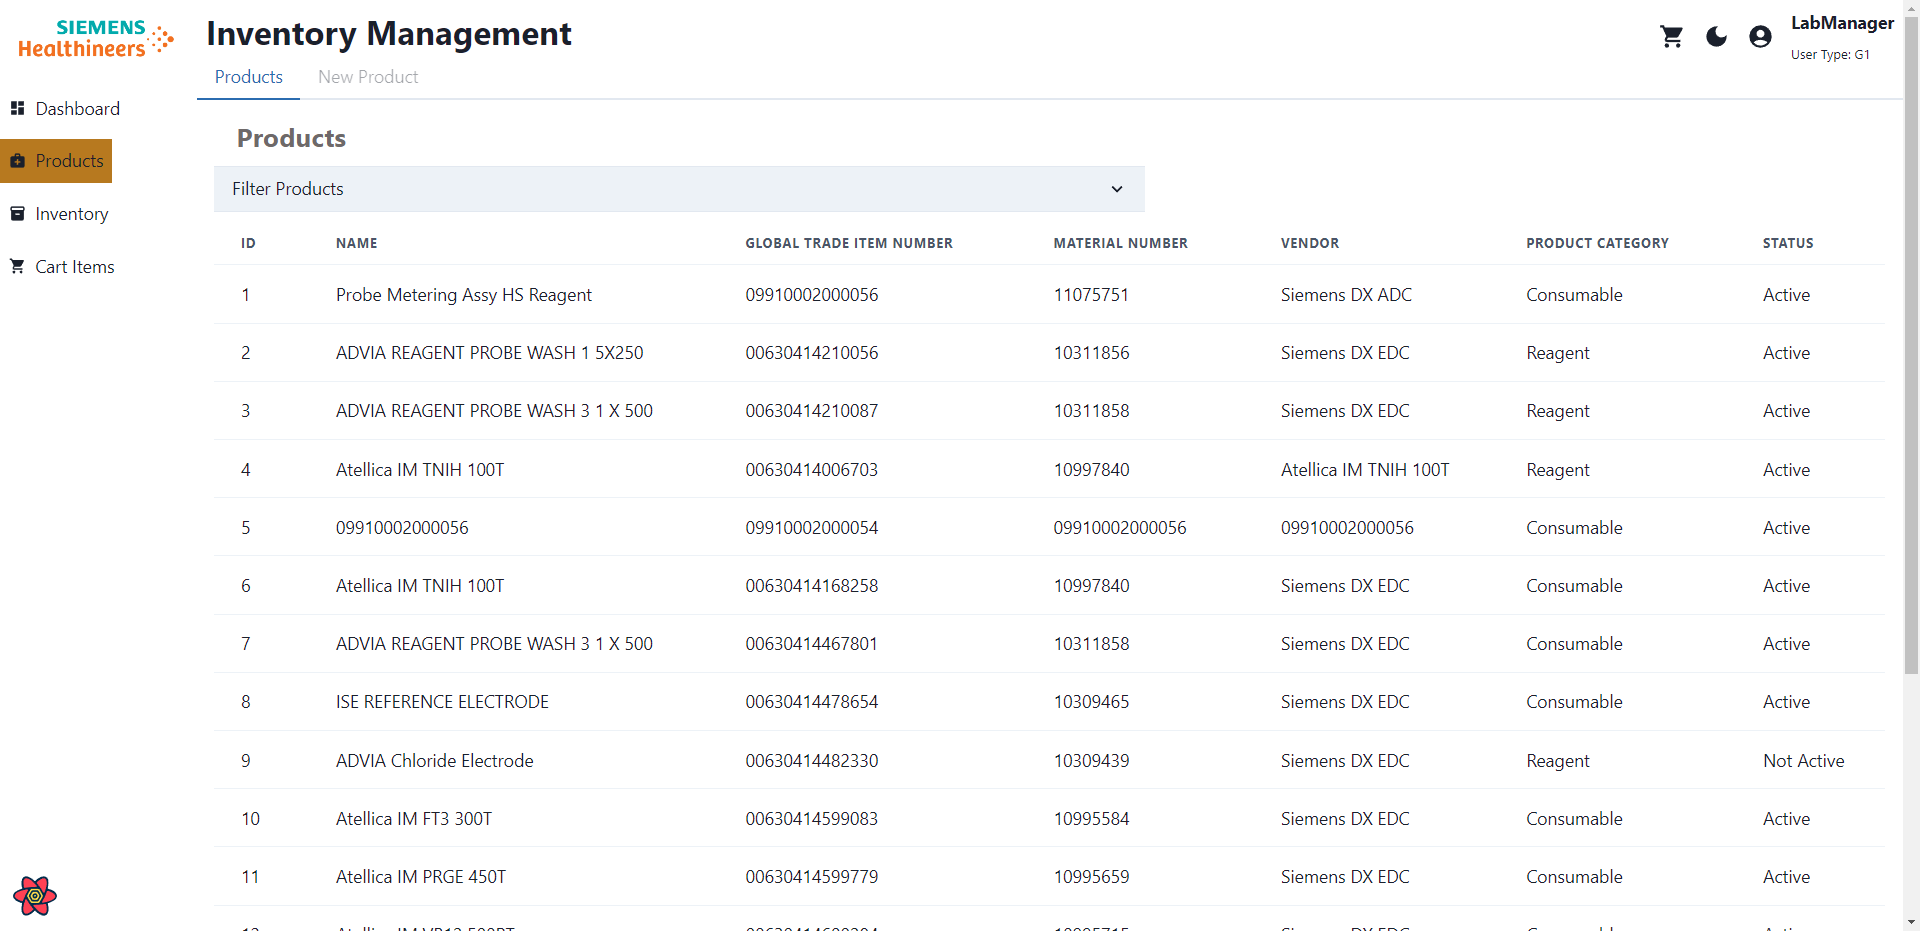 SIEMENS
Healthineers
Inventory Management
LabManager
User Type: G1
Products New Product
Dashboard
Products
Inventory
Cart Items
Products
Filter Products
ID NAME GLOBAL TRADE ITEM NUMBER MATERIAL NUMBER VENDOR PRODUCT CATEGORY STATUS
1 Probe Metering Assy HS Reagent 09910002000056 11075751 Siemens DX ADC Consumable Active
2 ADVIA REAGENT PROBE WASH 1 5X250 00630414210056 10311856 Siemens DX EDC Reagent Active
3 ADVIA REAGENT PROBE WASH 3 1 X 500 00630414210087 10311858 Siemens DX EDC Reagent Active
4 Atellica IM TNIH 100T 00630414006703 10997840 Atellica IM TNIH 100T Reagent Active
5 09910002000056 09910002000054 09910002000056 09910002000056 Consumable Active
6 Atellica IM TNIH 100T 00630414168258 10997840 Siemens DX EDC Consumable Active
7 ADVIA REAGENT PROBE WASH 3 1 X 500 00630414467801 10311858 Siemens DX EDC Consumable Active
8 ISE REFERENCE ELECTRODE 00630414478654 10309465 Siemens DX EDC Consumable Active
9 ADVIA Chloride Electrode 00630414482330 10309439 Siemens DX EDC Reagent Not Active
10 Atellica IM FT3 300T 00630414599083 10995584 Siemens DX EDC Consumable Active
11 Atellica IM PRGE 450T 00630414599779 10995659 Siemens DX EDC Consumable Active